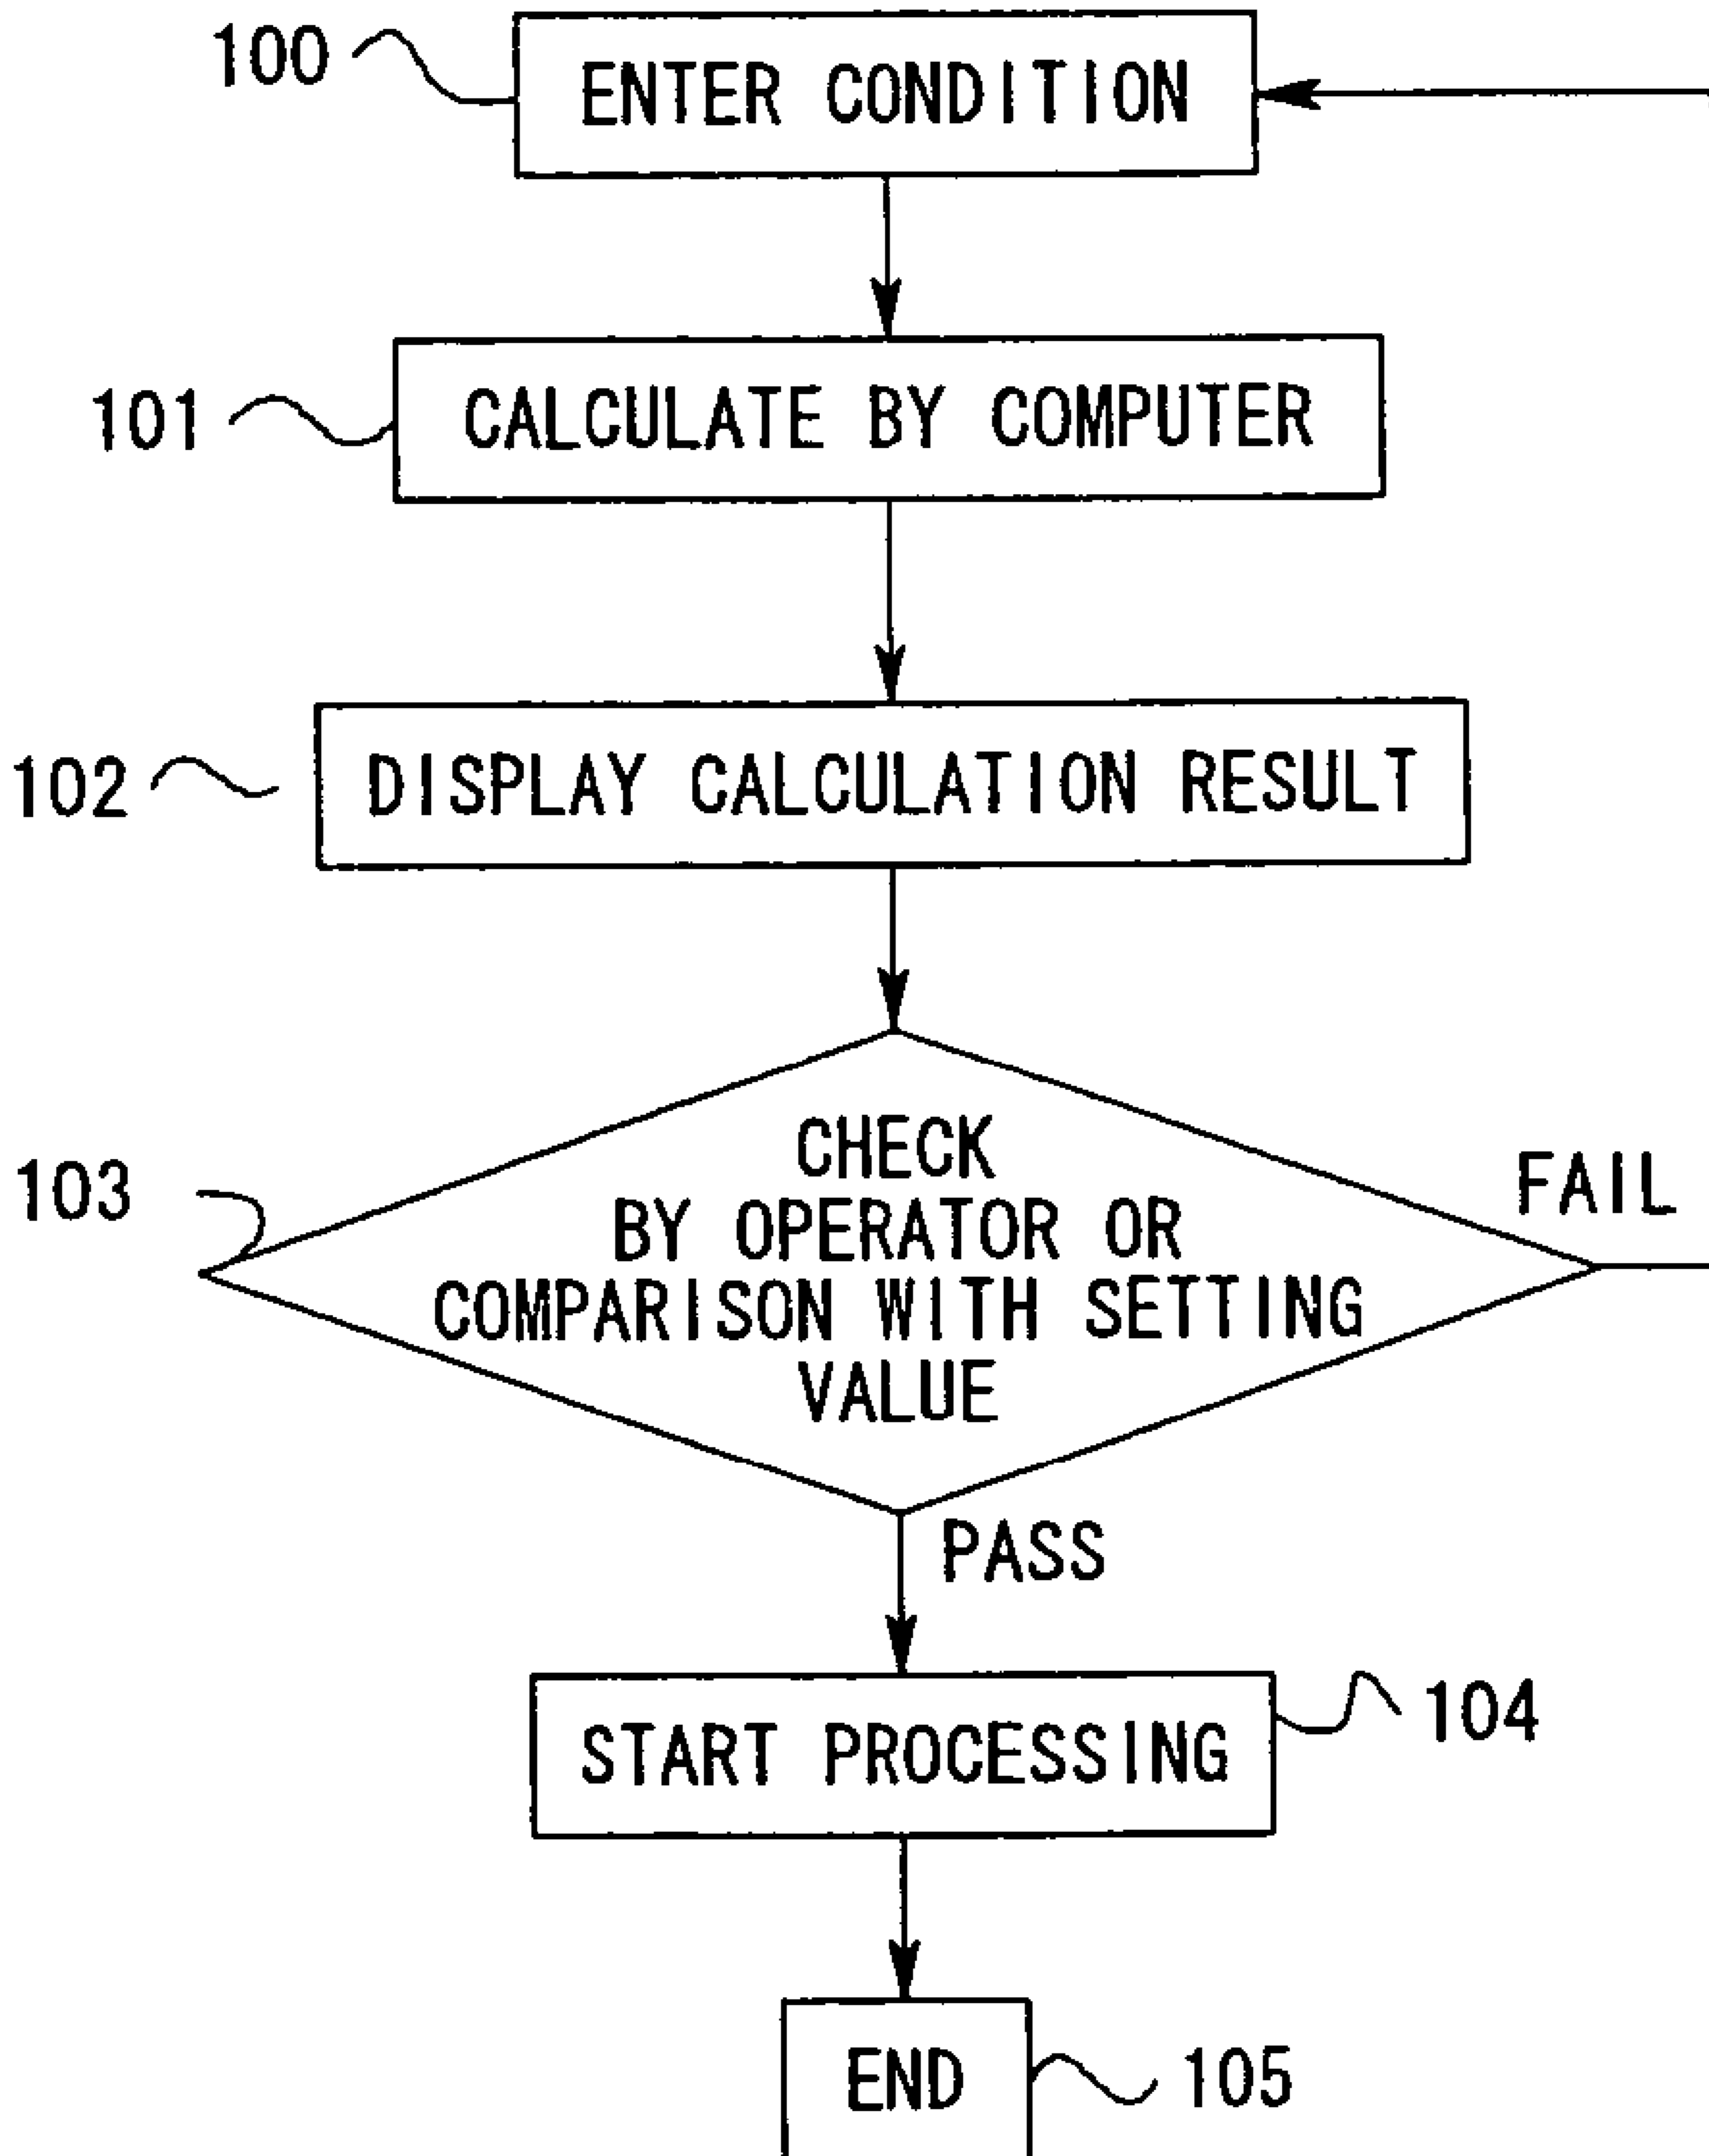 100
ENTER CONDITION
101
CALCULATE BY COMPUTER
102
DISPLAY CALCULATION RESULT
103
CHECK
BY OPERATOR OR
COMPARISON WITH SETTING
VALUE
FAIL
PASS
START PROCESSING
104
END
105